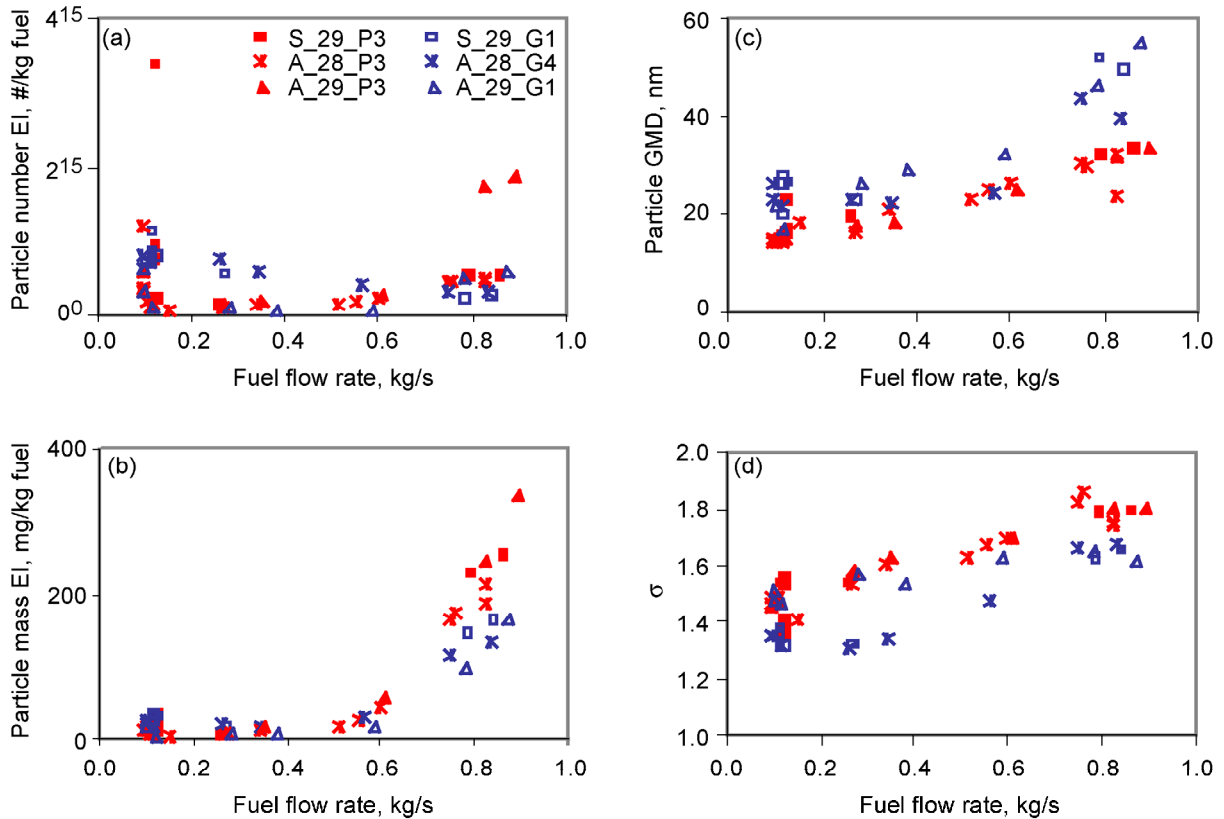 (a)
Particle number EI, #/kg fuel
4¹⁵
2¹⁵
0⁰
S_29_P3
A_28_P3
A_29_P3
S_29_G1
A_28_G4
A_29_G1
0.0 0.2 0.4 0.6 0.8 1.0
Fuel flow rate, kg/s
(c)
Particle GMD, nm
60
40
20
0
0.0 0.2 0.4 0.6 0.8 1.0
Fuel flow rate, kg/s
(b)
Particle mass EI, mg/kg fuel
400
200
0
0.0 0.2 0.4 0.6 0.8 1.0
Fuel flow rate, kg/s
(d)
σ
2.0
1.8
1.6
1.4
1.2
1.0
0.0 0.2 0.4 0.6 0.8 1.0
Fuel flow rate, kg/s